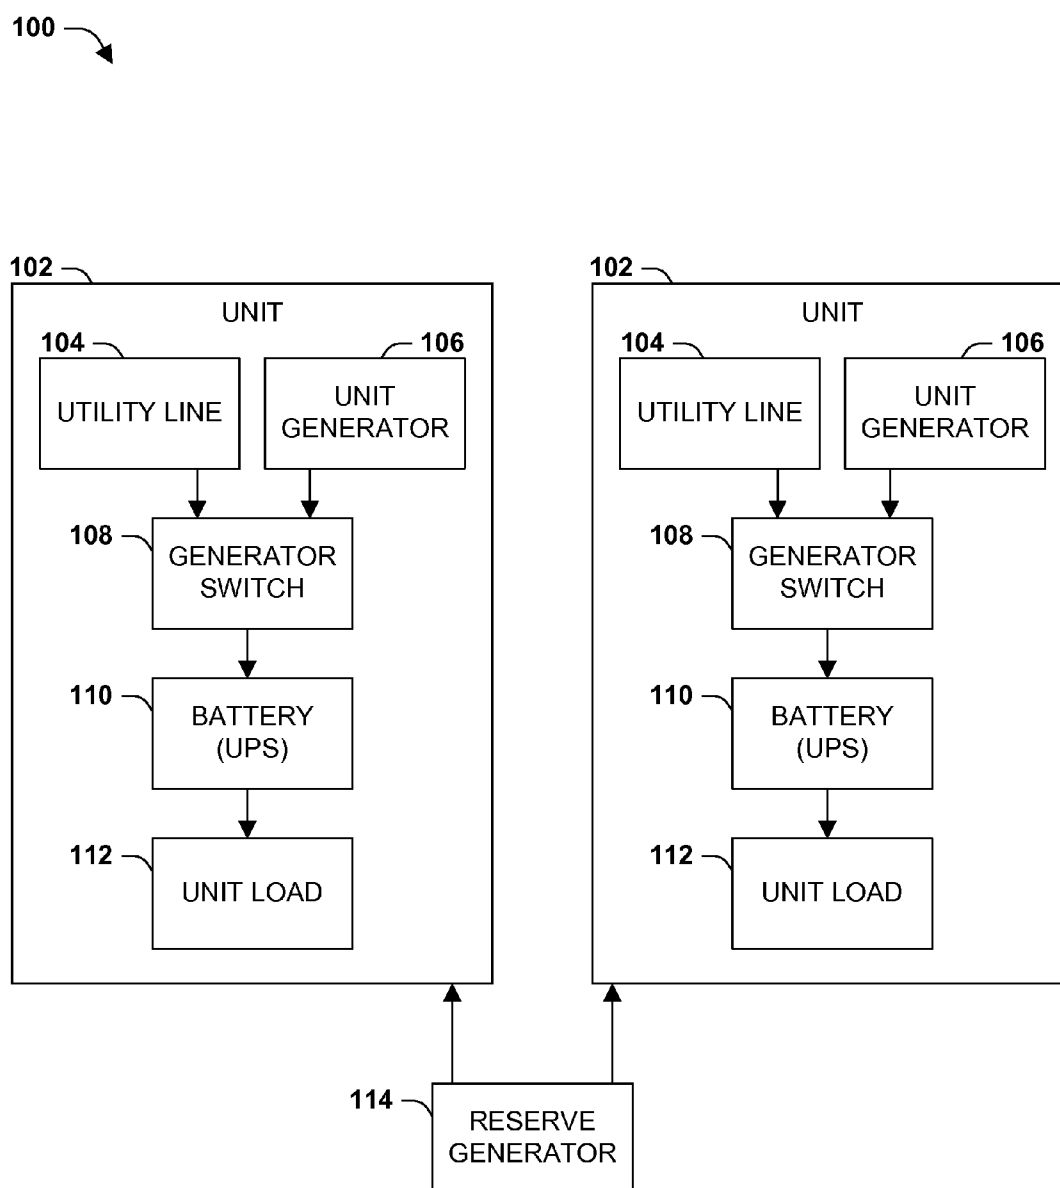 100
102
UNIT
104
106
UTILITY LINE
UNIT
GENERATOR
108
GENERATOR
SWITCH
110
BATTERY
(UPS)
112
UNIT LOAD
102
UNIT
104
106
UTILITY LINE
UNIT
GENERATOR
108
GENERATOR
SWITCH
110
BATTERY
(UPS)
112
UNIT LOAD
114
RESERVE
GENERATOR